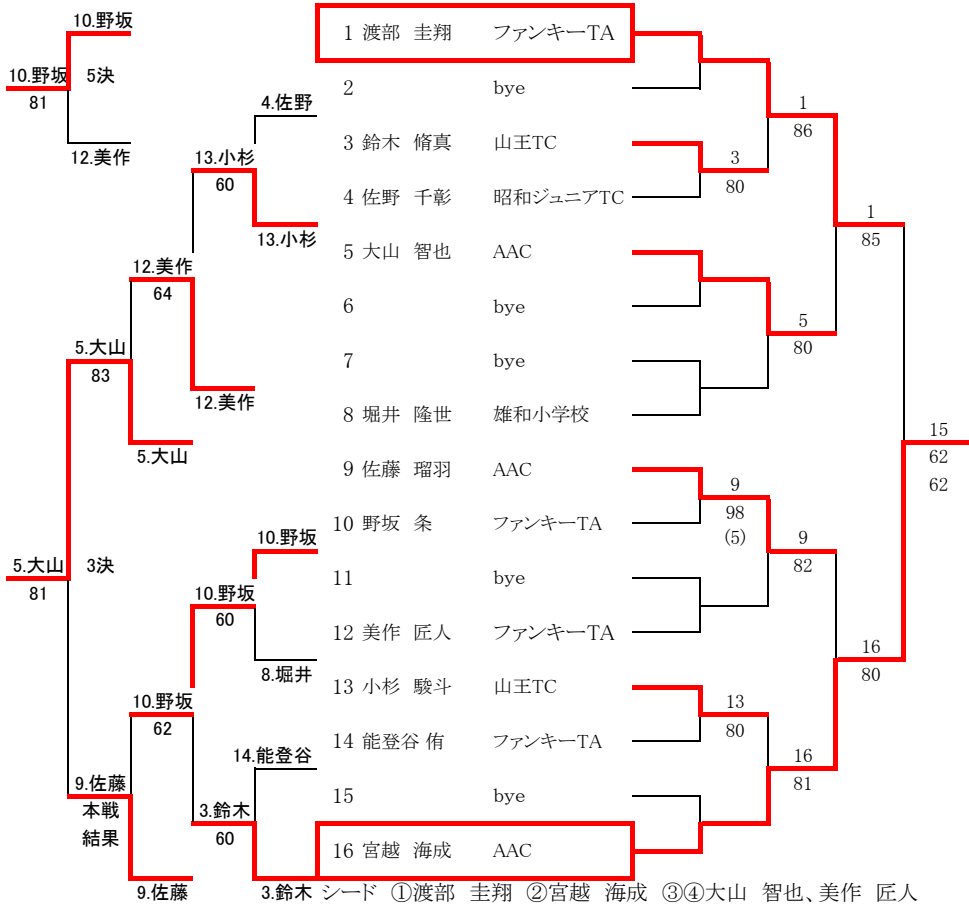 10.野坂
10.野坂 5決
81
12.美作
4.佐野
13.小杉
60
13.小杉
12.美作
64
12.美作
5.大山
83
5.大山
5.大山 3決
81
10.野坂
10.野坂
60
8.堀井
10.野坂
62
14.能登谷
3.鈴木
60
3.鈴木
9.佐藤
本戦
結果
9.佐藤
1 渡部 圭翔 ファンキーTA
2 bye
3 鈴木 脩真 山王TC
4 佐野 千彰 昭和ジュニアTC
5 大山 智也 AAC
6 bye
7 bye
8 堀井 隆世 雄和小学校
9 佐藤 瑠羽 AAC
10 野坂 条 ファンキーTA
11 bye
12 美作 匠人 ファンキーTA
13 小杉 駿斗 山王TC
14 能登谷 侑 ファンキーTA
15 bye
16 宮越 海成 AAC
1
86
3
80
1
85
5
80
15
62
62
9
98
(5)
9
82
16
80
13
80
16
81
シード ①渡部 圭翔 ②宮越 海成 ③④大山 智也、美作 匠人